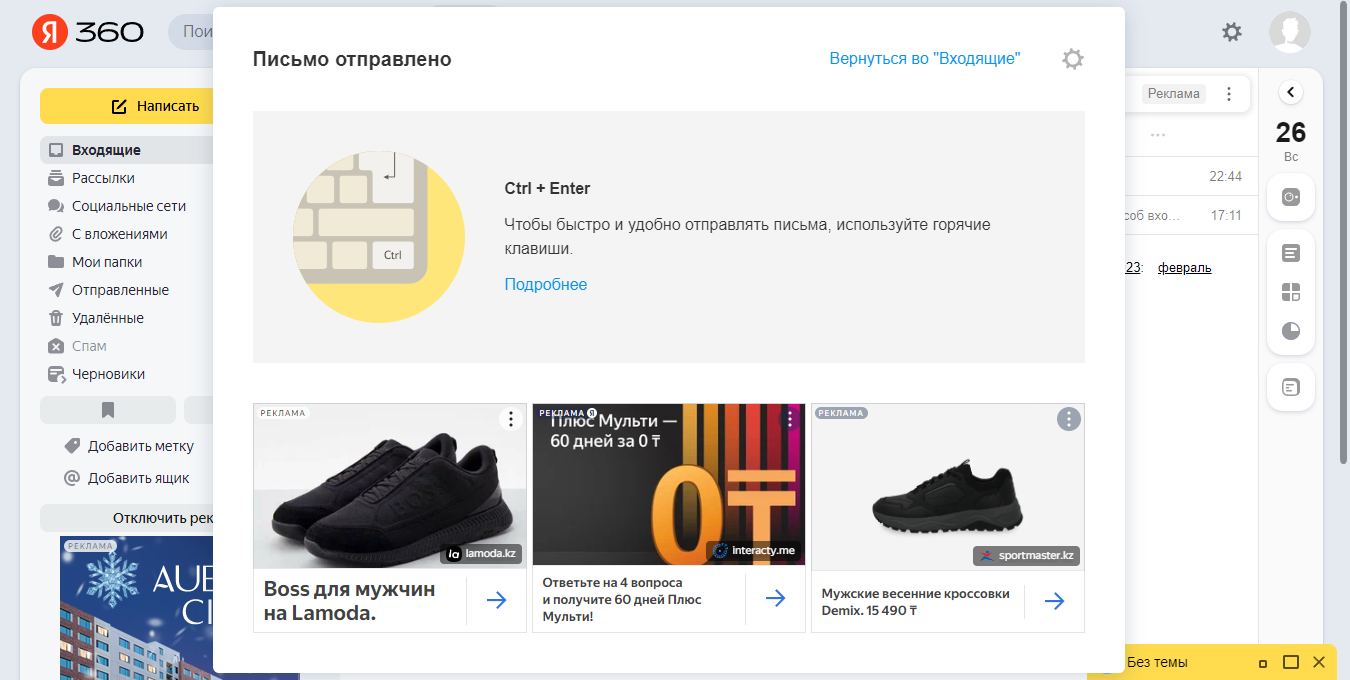 Я 360
Пои
Письмо отправлено
Вернуться во "Входящие"
Написать
Реклама
Входящие
Рассылки
Социальные сети
С вложениями
Мои папки
Отправленные
Удалённые
Спам
Черновики
Добавить метку
Добавить ящик
Отключить рек
РЕКЛАМА
AUE
CI
Ctrl
Ctrl + Enter
Чтобы быстро и удобно отправлять письма, используйте горячие
клавиши.
Подробнее
26
Вс
22:44
соб вхо...
17:11
23: февраль
РЕКЛАМА
BOSS
la lamoda.kz
Boss для мужчин
на Lamoda.
РЕКЛАМА Я
Плюс Мульти —
60 дней за 0 ₸
0₸
interacty.me
Ответьте на 4 вопроса
и получите 60 дней Плюс
Мульти!
РЕКЛАМА
sportmaster.kz
Мужские весенние кроссовки
Demix. 15 490 ₸
Без темы